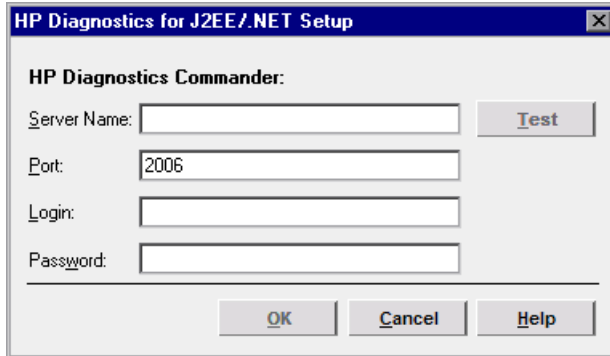 HP Diagnostics for J2EE/.NET Setup
HP Diagnostics Commander:
Server Name: Test
Port: 2006
Login:
Password:
OK Cancel Help